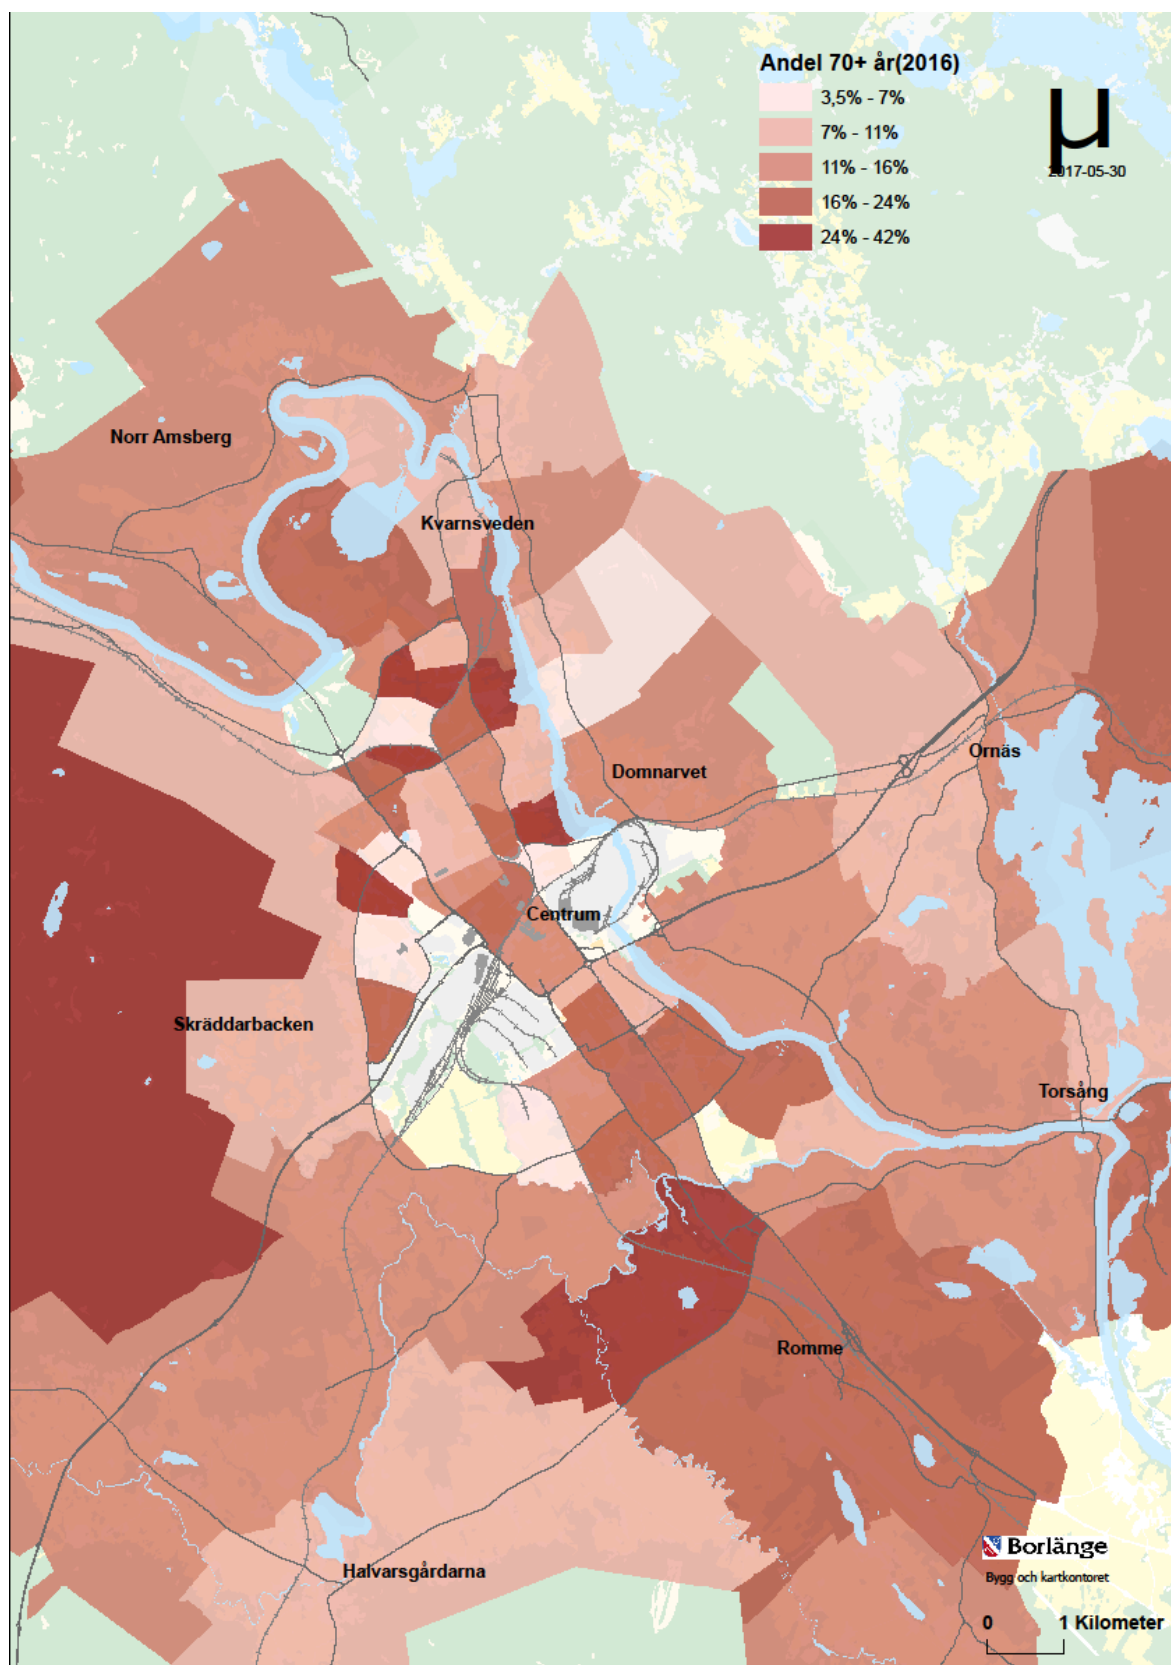 Andel 70+ år(2016)
3,5% - 7%
7% - 11%
11% - 16%
16% - 24%
24% - 42%
µ
2017-05-30
Norr Amsberg
Kvarnsveden
Ornäs
Domnarvet
Centrum
Skräddarbacken
Torsång
Romme
Halvarsgårdarna
Borlänge
Bygg och kartkontoret
0 1 Kilometer